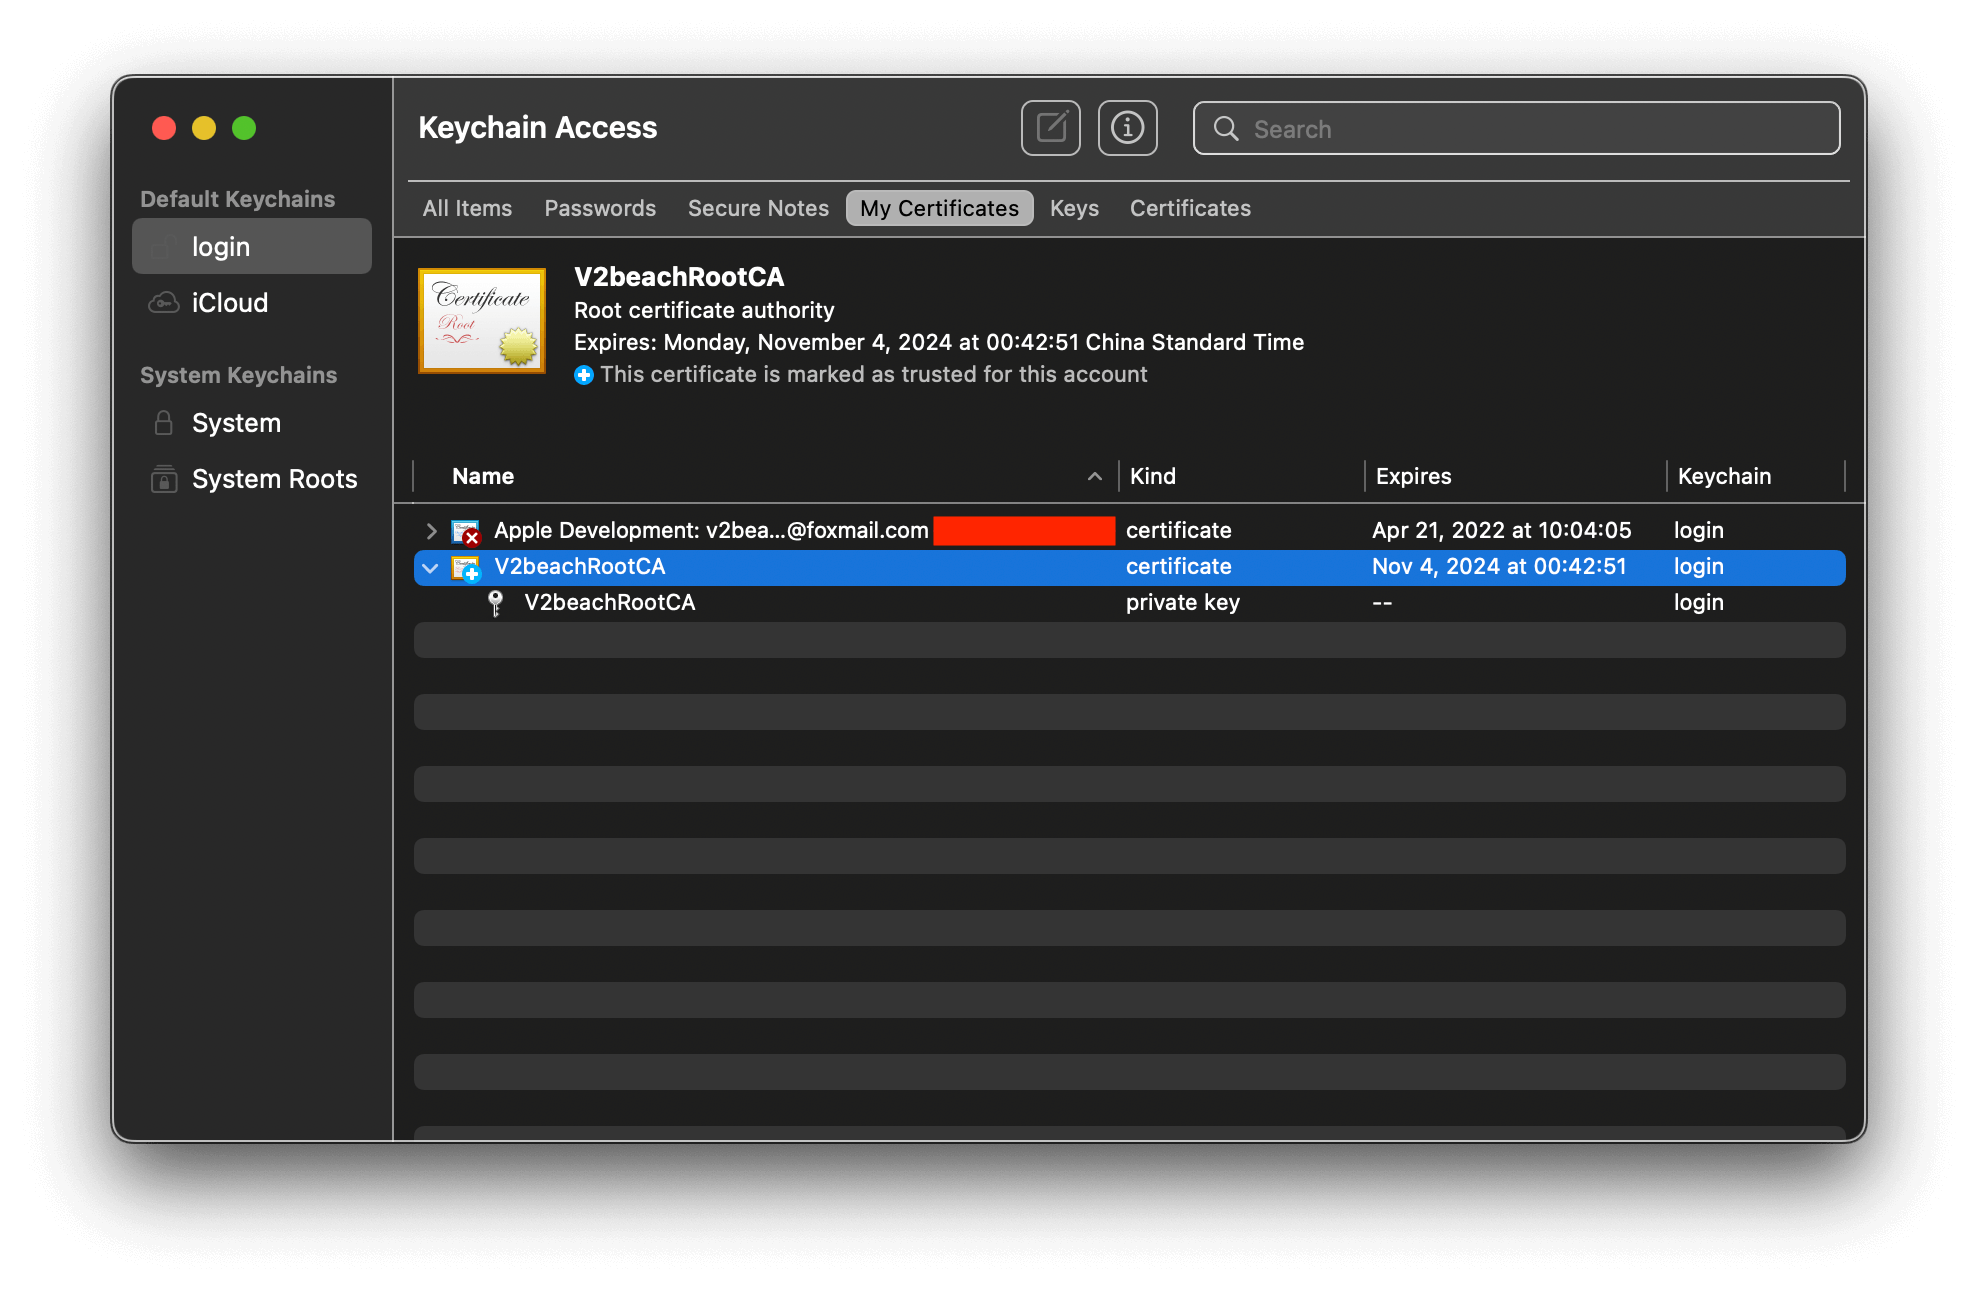 Keychain Access
Search
Default Keychains
login
iCloud
System Keychains
System
System Roots
All Items Passwords Secure Notes My Certificates Keys Certificates
Certificate
Root
V2beachRootCA
Root certificate authority
Expires: Monday, November 4, 2024 at 00:42:51 China Standard Time
This certificate is marked as trusted for this account
Name Kind Expires Keychain
Apple Development: v2bea...@foxmail.com certificate Apr 21, 2022 at 10:04:05 login
V2beachRootCA certificate Nov 4, 2024 at 00:42:51 login
V2beachRootCA private key -- login